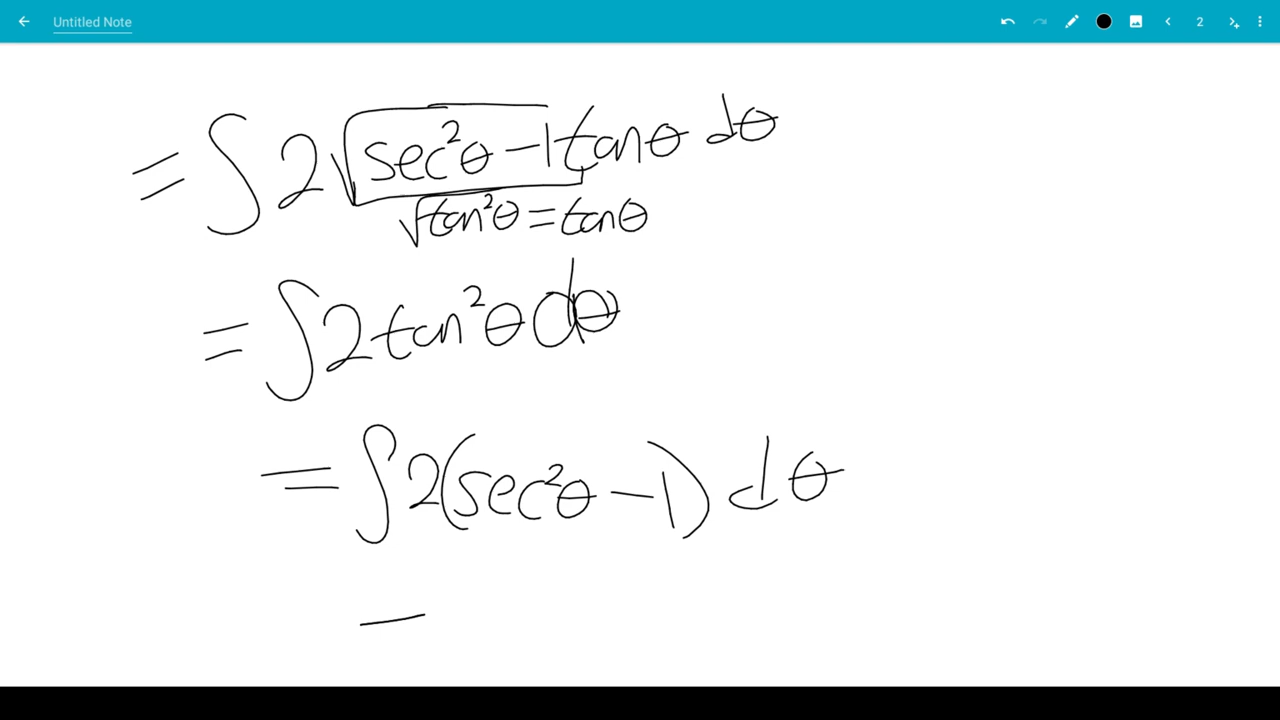 Untitled Note
2
= ∫ 2 √(sec²θ − 1) tanθ dθ
√tan²θ = tanθ
= ∫ 2 tan²θ dθ
= ∫ 2(sec²θ − 1) dθ